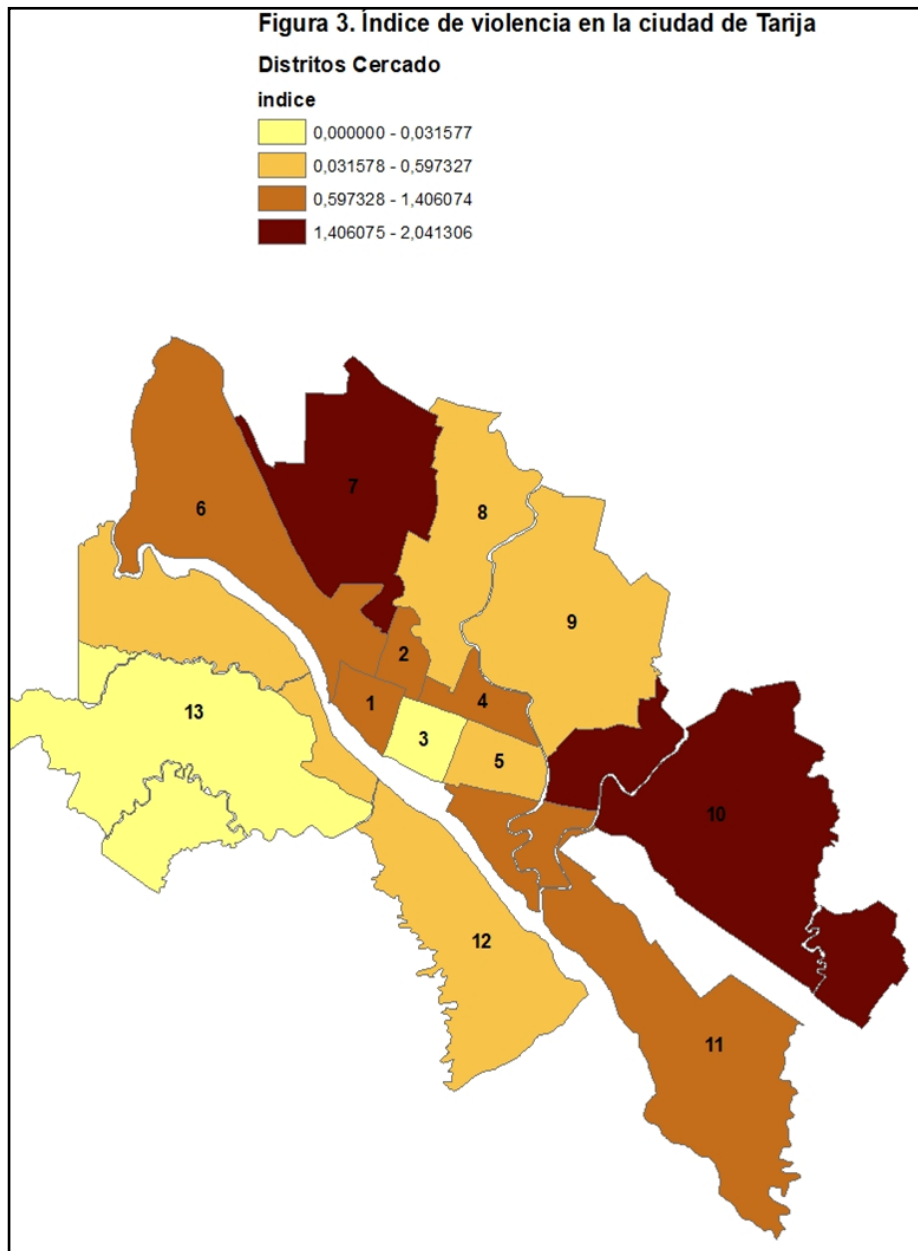 Figura 3. Índice de violencia en la ciudad de Tarija
Distritos Cercado
indice
0,000000 - 0,031577
0,031578 - 0,597327
0,597328 - 1,406074
1,406075 - 2,041306
7
6
8
9
2
13
1
4
3
5
10
12
11